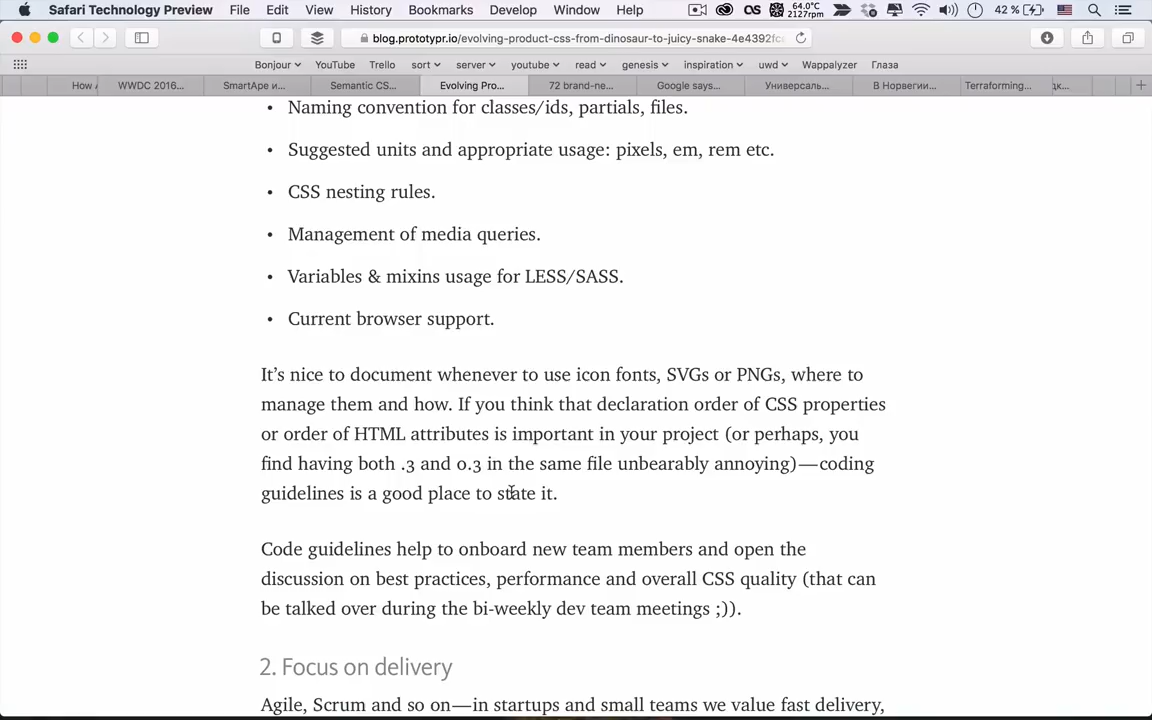 Safari Technology Preview File Edit View History Bookmarks Develop Window Help 64.0°C 2127rpm 42 %
blog.prototypr.io/evolving-product-css-from-dinosaur-to-juicy-snake-4e4392fc
Bonjour YouTube Trello sort server youtube read genesis inspiration uwd Wappalyzer Глаза
How WWDC 2016... SmartApe и... Semantic CS... Evolving Pro... 72 brand-ne... Google says... Универсаль... В Норвегии... Terraforming...
• Naming convention for classes/ids, partials, files.
• Suggested units and appropriate usage: pixels, em, rem etc.
• CSS nesting rules.
• Management of media queries.
• Variables & mixins usage for LESS/SASS.
• Current browser support.
It's nice to document whenever to use icon fonts, SVGs or PNGs, where to
manage them and how. If you think that declaration order of CSS properties
or order of HTML attributes is important in your project (or perhaps, you
find having both .3 and 0.3 in the same file unbearably annoying)—coding
guidelines is a good place to state it.
Code guidelines help to onboard new team members and open the
discussion on best practices, performance and overall CSS quality (that can
be talked over during the bi-weekly dev team meetings ;)).
2. Focus on delivery
Agile, Scrum and so on—in startups and small teams we value fast delivery,